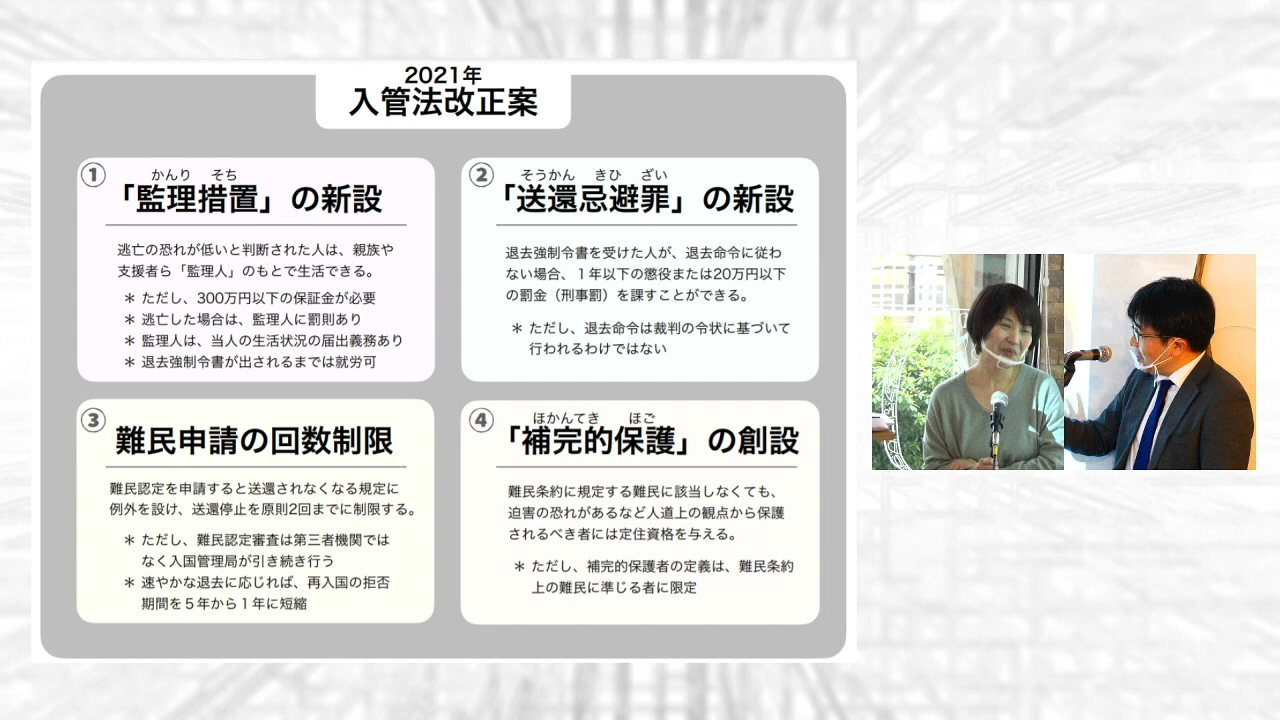 2021年
入管法改正案
①
かんり そち
「監理措置」の新設
逃亡の恐れが低いと判断された人は、親族や
支援者ら「監理人」のもとで生活できる。
＊ ただし、300万円以下の保証金が必要
＊ 逃亡した場合は、監理人に罰則あり
＊ 監理人は、当人の生活状況の届出義務あり
＊ 退去強制令書が出されるまでは就労可
②
そうかん きひ ざい
「送還忌避罪」の新設
退去強制令書を受けた人が、退去命令に従わ
ない場合、１年以下の懲役または20万円以下
の罰金（刑事罰）を課すことができる。
＊ ただし、退去命令は裁判の令状に基づいて
行われるわけではない
③
難民申請の回数制限
難民認定を申請すると送還されなくなる規定に
例外を設け、送還停止を原則2回までに制限する。
＊ ただし、難民認定審査は第三者機関では
なく入国管理局が引き続き行う
＊ 速やかな退去に応じれば、再入国の拒否
期間を５年から１年に短縮
④
ほかんてき ほご
「補完的保護」の創設
難民条約に規定する難民に該当しなくても、
迫害の恐れがあるなど人道上の観点から保護
されるべき者には定住資格を与える。
＊ ただし、補完的保護者の定義は、難民条約
上の難民に準じる者に限定